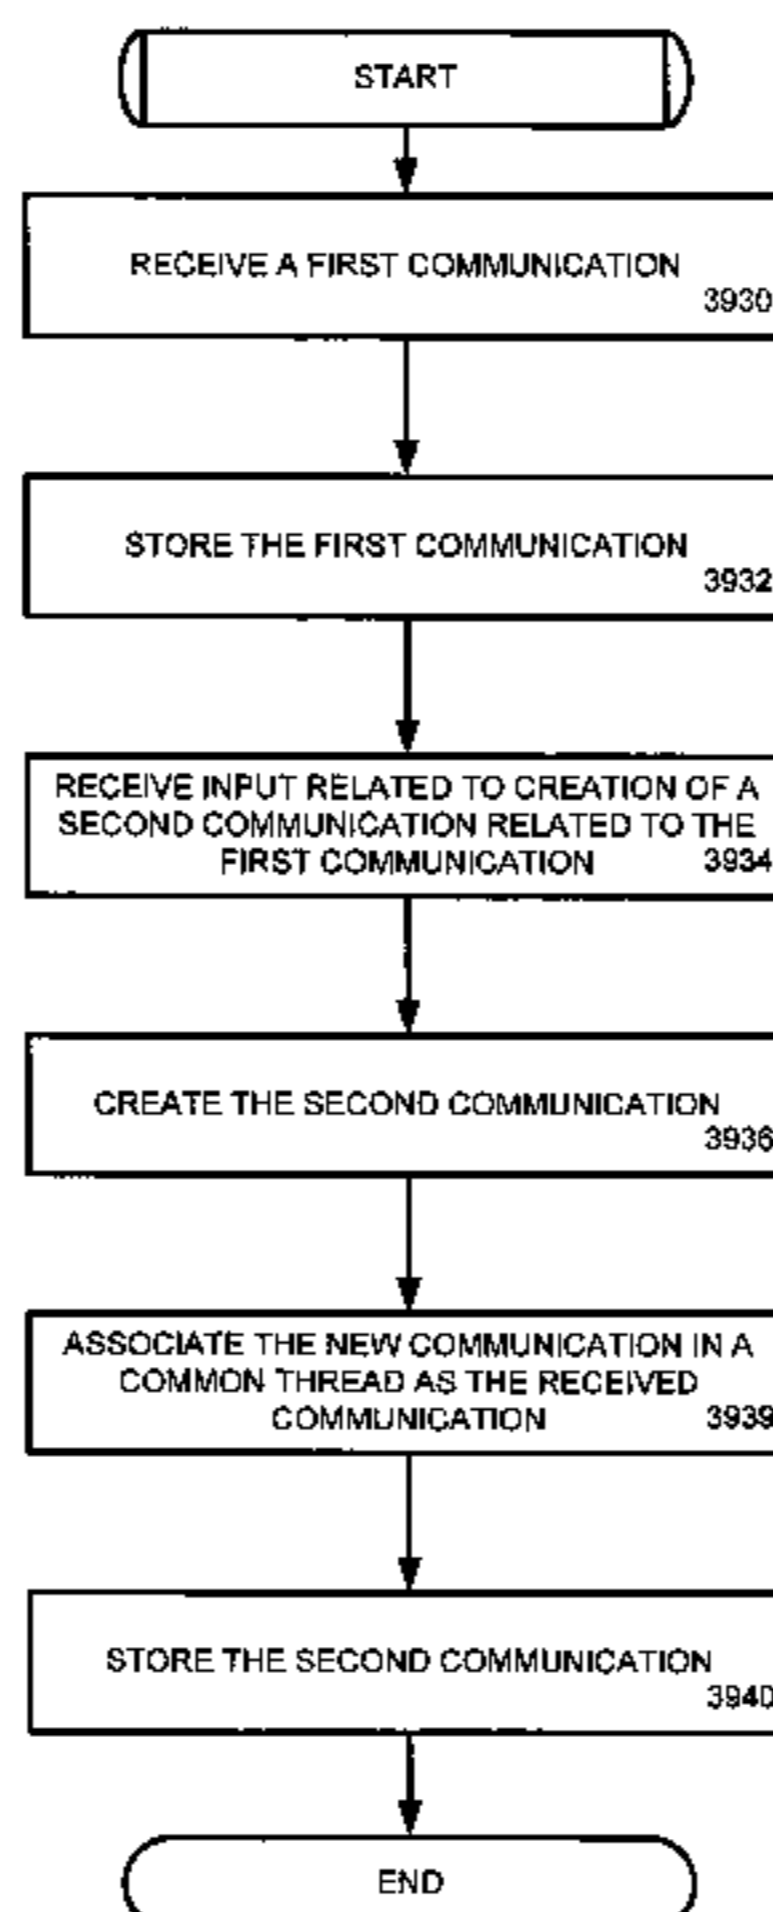 START
RECEIVE A FIRST COMMUNICATION
3930
STORE THE FIRST COMMUNICATION
3932
RECEIVE INPUT RELATED TO CREATION OF A
SECOND COMMUNICATION RELATED TO THE
FIRST COMMUNICATION 3934
CREATE THE SECOND COMMUNICATION
3936
ASSOCIATE THE NEW COMMUNICATION IN A
COMMON THREAD AS THE RECEIVED
COMMUNICATION 3939
STORE THE SECOND COMMUNICATION
3940
END